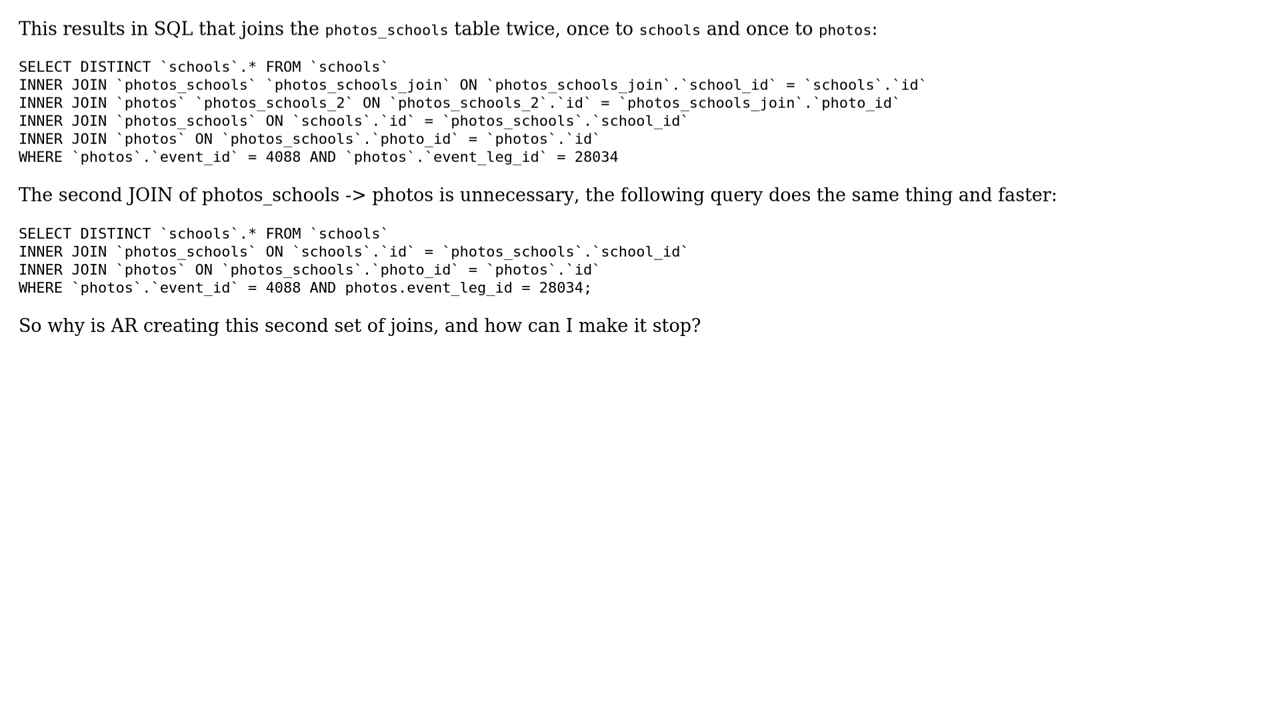 This results in SQL that joins the photos_schools table twice, once to schools and once to photos:
SELECT DISTINCT `schools`.* FROM `schools`
INNER JOIN `photos_schools` `photos_schools_join` ON `photos_schools_join`.`school_id` = `schools`.`id`
INNER JOIN `photos` `photos_schools_2` ON `photos_schools_2`.`id` = `photos_schools_join`.`photo_id`
INNER JOIN `photos_schools` ON `schools`.`id` = `photos_schools`.`school_id`
INNER JOIN `photos` ON `photos_schools`.`photo_id` = `photos`.`id`
WHERE `photos`.`event_id` = 4088 AND `photos`.`event_leg_id` = 28034
The second JOIN of photos_schools -> photos is unnecessary, the following query does the same thing and faster:
SELECT DISTINCT `schools`.* FROM `schools`
INNER JOIN `photos_schools` ON `schools`.`id` = `photos_schools`.`school_id`
INNER JOIN `photos` ON `photos_schools`.`photo_id` = `photos`.`id`
WHERE `photos`.`event_id` = 4088 AND photos.event_leg_id = 28034;
So why is AR creating this second set of joins, and how can I make it stop?